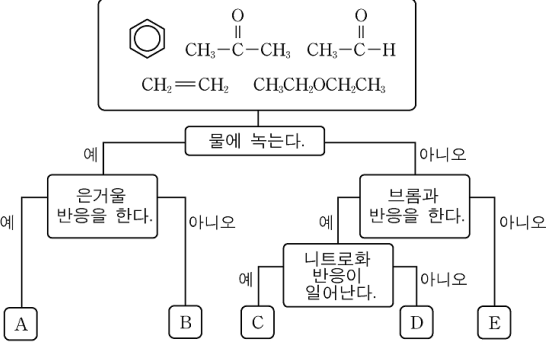 O O
CH₃—C—CH₃ CH₃—C—H
CH₂=CH₂ CH₃CH₂OCH₂CH₃
물에 녹는다.
예 아니오
은거울
반응을 한다.
브롬과
반응을 한다.
예 아니오 예 아니오
니트로화
반응이
일어난다.
예 아니오
A B C D E